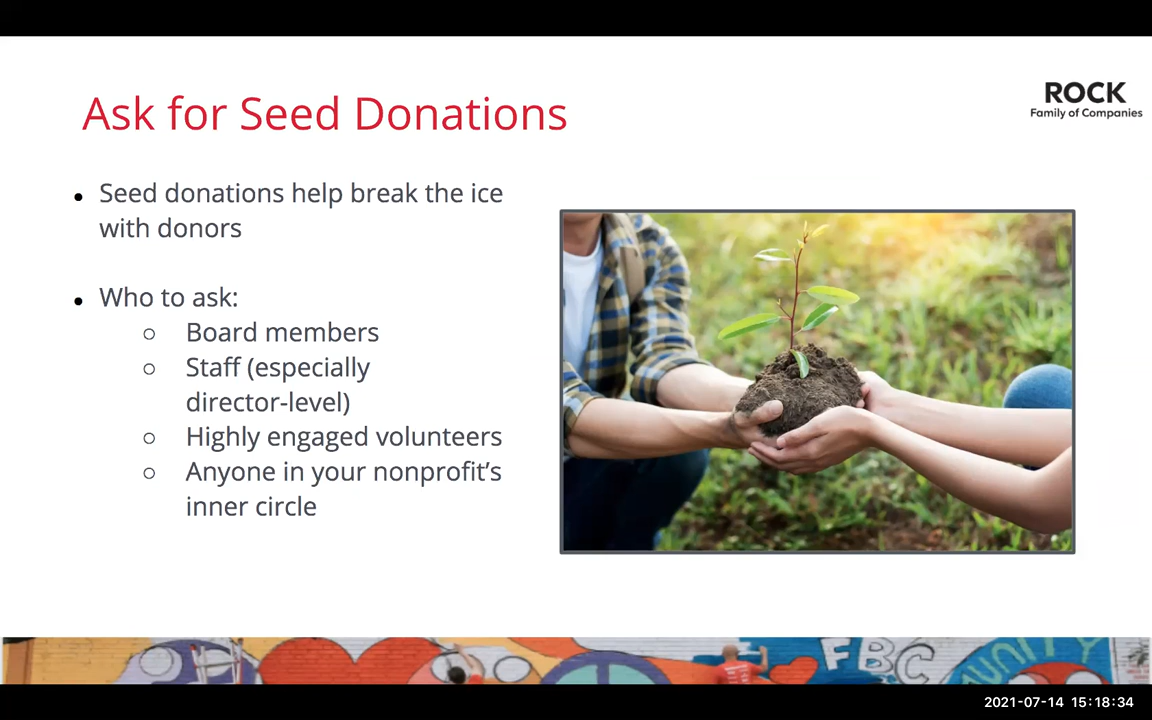 Ask for Seed Donations
ROCK
Family of Companies
• Seed donations help break the ice
with donors
• Who to ask:
○ Board members
○ Staff (especially
director-level)
○ Highly engaged volunteers
○ Anyone in your nonprofit’s
inner circle
FBC
UNITY
2021-07-14 15:18:34